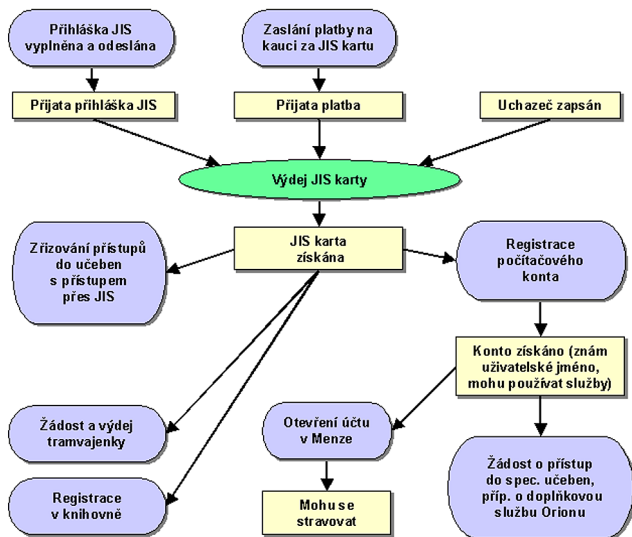 Přihláška JIS
vyplněna a odeslána
Zaslání platby na
kauci za JIS kartu
Přijata přihláška JIS
Přijata platba
Uchazeč zapsán
Výdej JIS karty
Zřizování přístupů
do učeben
s přístupem
přes JIS
JIS karta
získána
Registrace
počítačového
konta
Konto získáno (znám
uživatelské jméno,
mohu používat služby)
Žádost a výdej
tramvajenky
Otevření účtu
v Menze
Registrace
v knihovně
Mohu se
stravovat
Žádost o přístup
do spec. učeben,
příp. o doplňkovou
službu Orionu